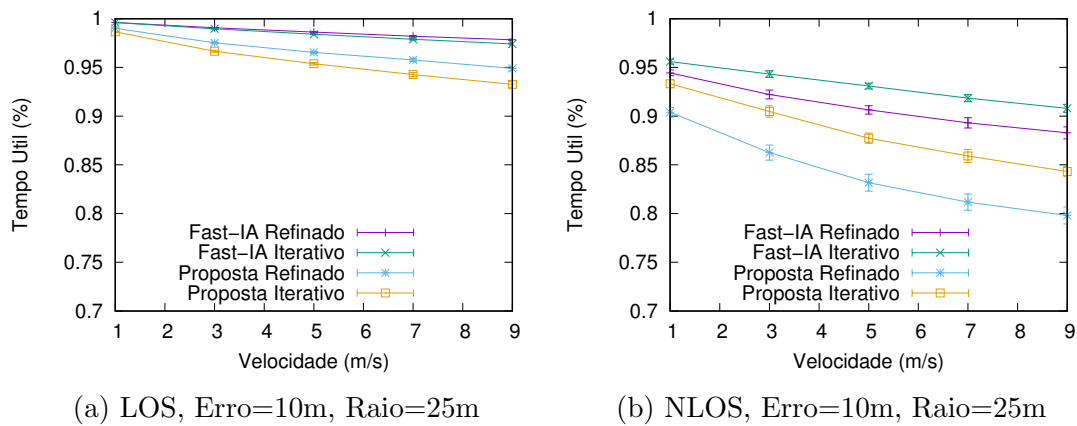 1
0.95
0.9
0.85
0.8
0.75
0.7
Tempo Util (%)
Fast-IA Refinado
Fast-IA Iterativo
Proposta Refinado
Proposta Iterativo
1 2 3 4 5 6 7 8 9
Velocidade (m/s)
(a) LOS, Erro=10m, Raio=25m
1
0.95
0.9
0.85
0.8
0.75
0.7
Tempo Util (%)
Fast-IA Refinado
Fast-IA Iterativo
Proposta Refinado
Proposta Iterativo
1 2 3 4 5 6 7 8 9
Velocidade (m/s)
(b) NLOS, Erro=10m, Raio=25m